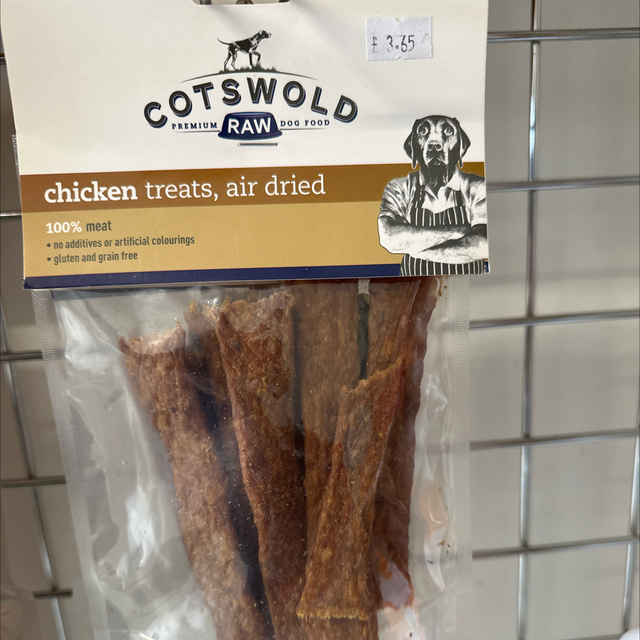 £ 3.65
COTSWOLD
PREMIUM RAW DOG FOOD
chicken treats, air dried
100% meat
• no additives or artificial colourings
• gluten and grain free